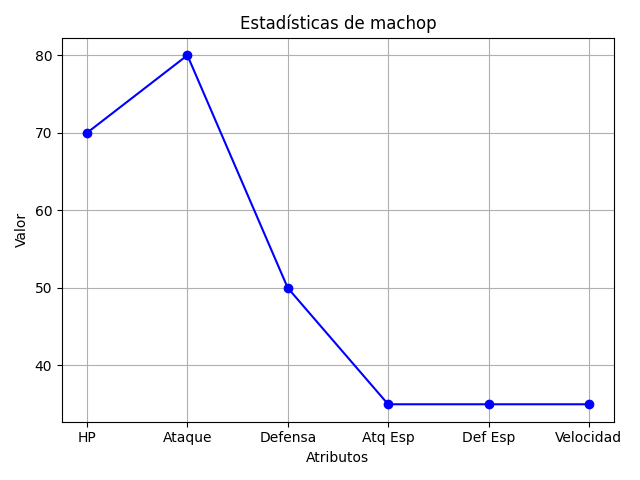 Estadísticas de machop
Valor
80
70
60
50
40
HP Ataque Defensa Atq Esp Def Esp Velocidad
Atributos